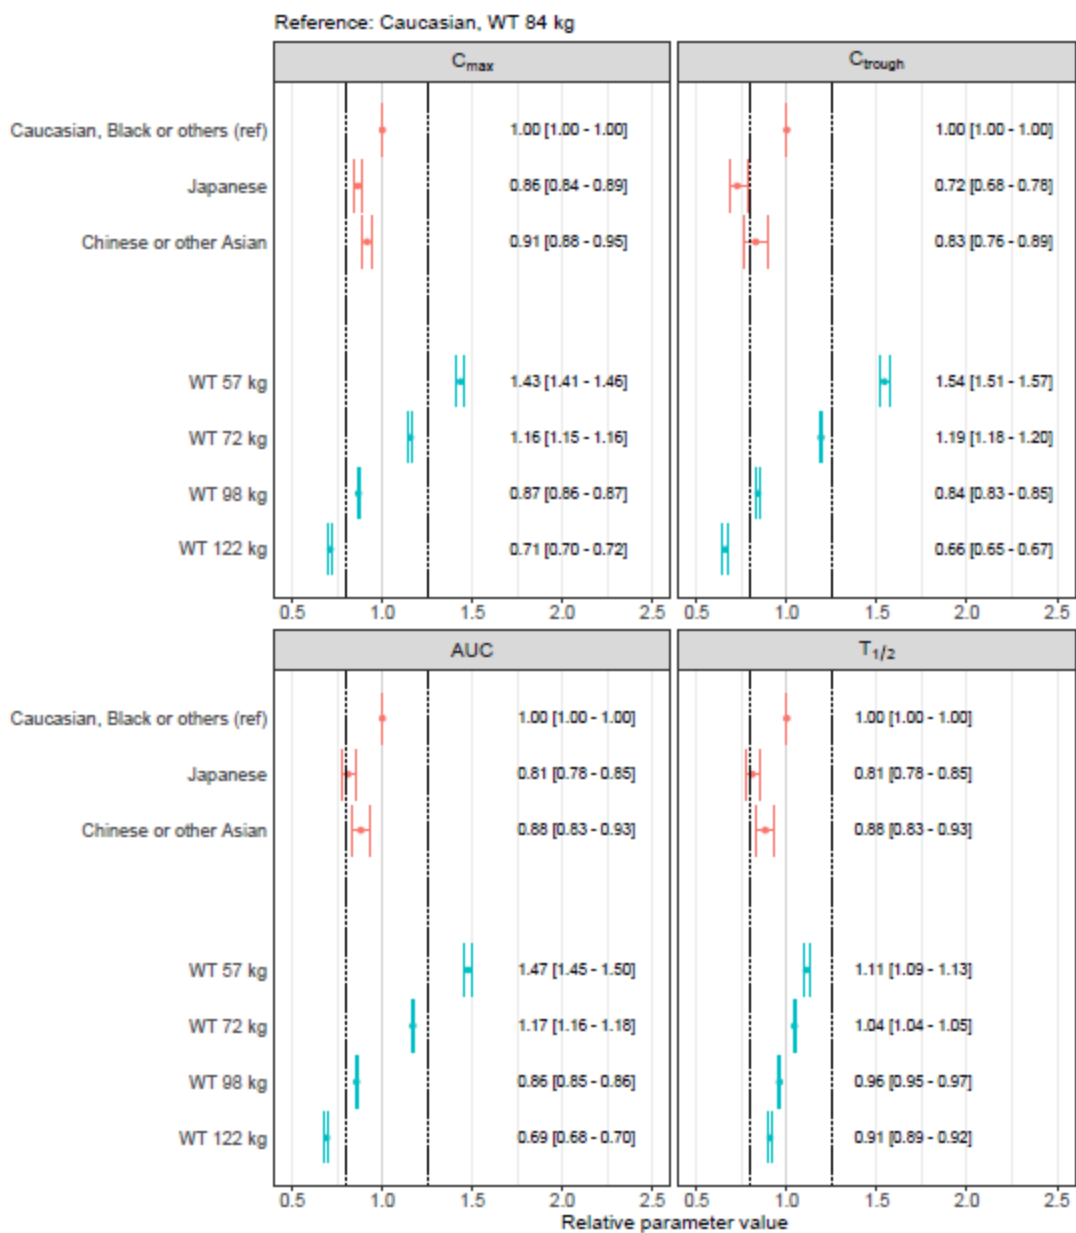 Reference: Caucasian, WT 84 kg
Cmax
Ctrough
Caucasian, Black or others (ref)
1.00 [1.00 - 1.00]
1.00 [1.00 - 1.00]
Japanese
0.86 [0.84 - 0.89]
0.72 [0.68 - 0.78]
Chinese or other Asian
0.91 [0.88 - 0.95]
0.83 [0.76 - 0.89]
WT 57 kg
1.43 [1.41 - 1.46]
1.54 [1.51 - 1.57]
WT 72 kg
1.16 [1.15 - 1.16]
1.19 [1.18 - 1.20]
WT 98 kg
0.87 [0.86 - 0.87]
0.84 [0.83 - 0.85]
WT 122 kg
0.71 [0.70 - 0.72]
0.66 [0.65 - 0.67]
0.5 1.0 1.5 2.0 2.5
0.5 1.0 1.5 2.0 2.5
AUC
T1/2
Caucasian, Black or others (ref)
1.00 [1.00 - 1.00]
1.00 [1.00 - 1.00]
Japanese
0.81 [0.78 - 0.85]
0.81 [0.78 - 0.85]
Chinese or other Asian
0.88 [0.83 - 0.93]
0.88 [0.83 - 0.93]
WT 57 kg
1.47 [1.45 - 1.50]
1.11 [1.09 - 1.13]
WT 72 kg
1.17 [1.16 - 1.18]
1.04 [1.04 - 1.05]
WT 98 kg
0.86 [0.85 - 0.86]
0.96 [0.95 - 0.97]
WT 122 kg
0.69 [0.68 - 0.70]
0.91 [0.89 - 0.92]
0.5 1.0 1.5 2.0 2.5
0.5 1.0 1.5 2.0 2.5
Relative parameter value